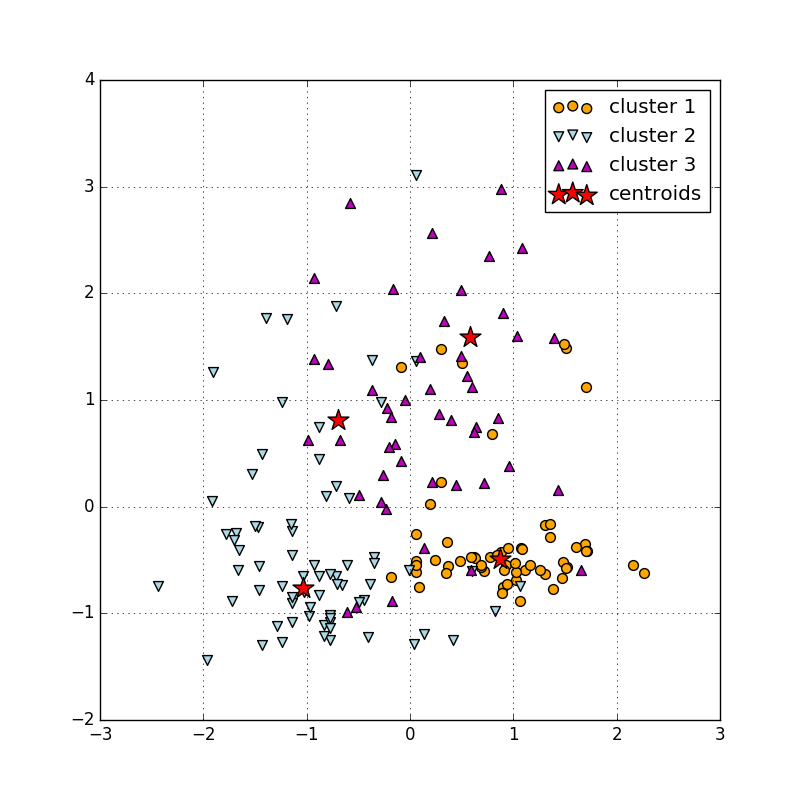 cluster 1
cluster 2
cluster 3
centroids
4
3
2
1
0
−1
−2
−3 −2 −1 0 1 2 3